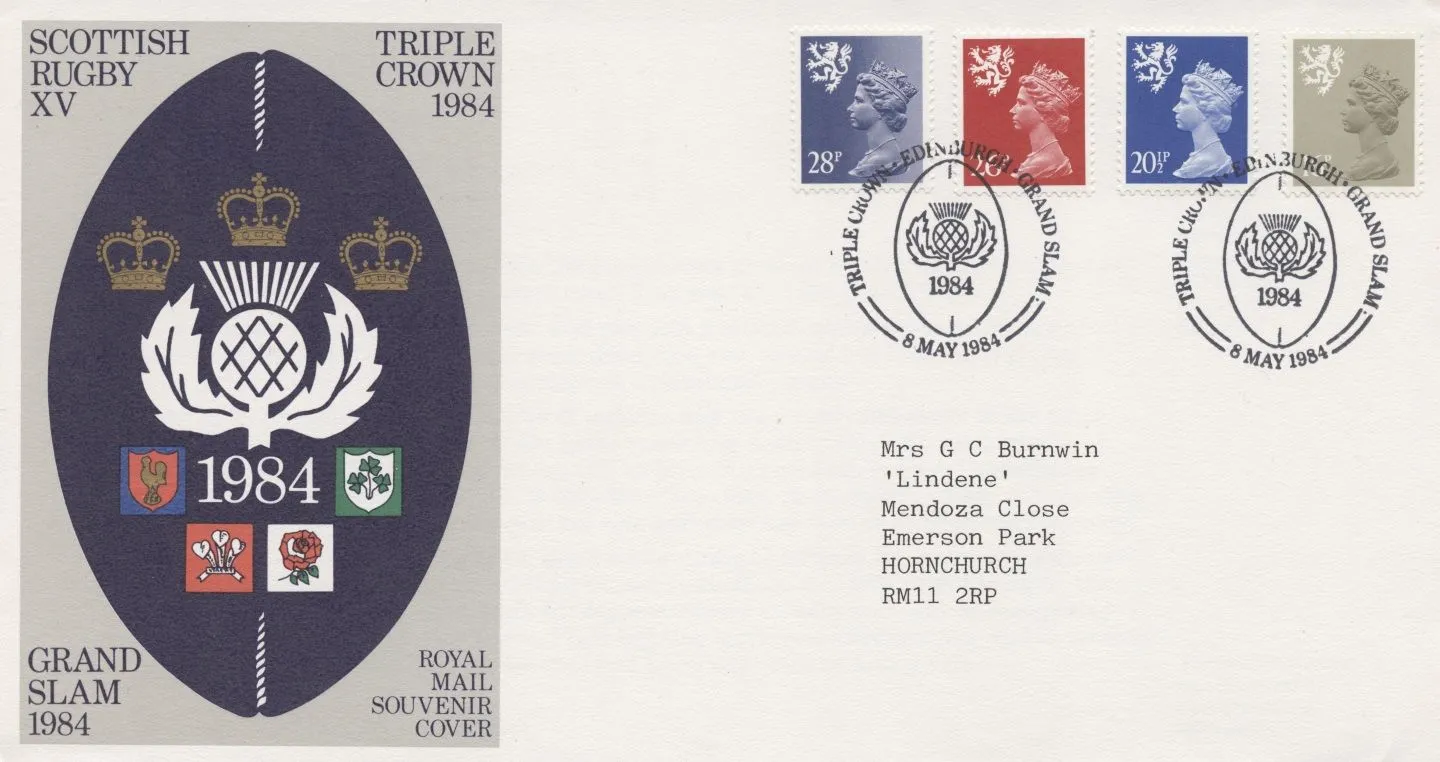 SCOTTISH
RUGBY
XV
TRIPLE
CROWN
1984
1984
GRAND
SLAM
1984
ROYAL
MAIL
SOUVENIR
COVER
28P
20½P
TRIPLE CROWN · EDINBURGH · GRAND SLAM ·
1984
8 MAY 1984
TRIPLE CROWN · EDINBURGH · GRAND SLAM ·
1984
8 MAY 1984
Mrs G C Burnwin
'Lindene'
Mendoza Close
Emerson Park
HORNCHURCH
RM11 2RP